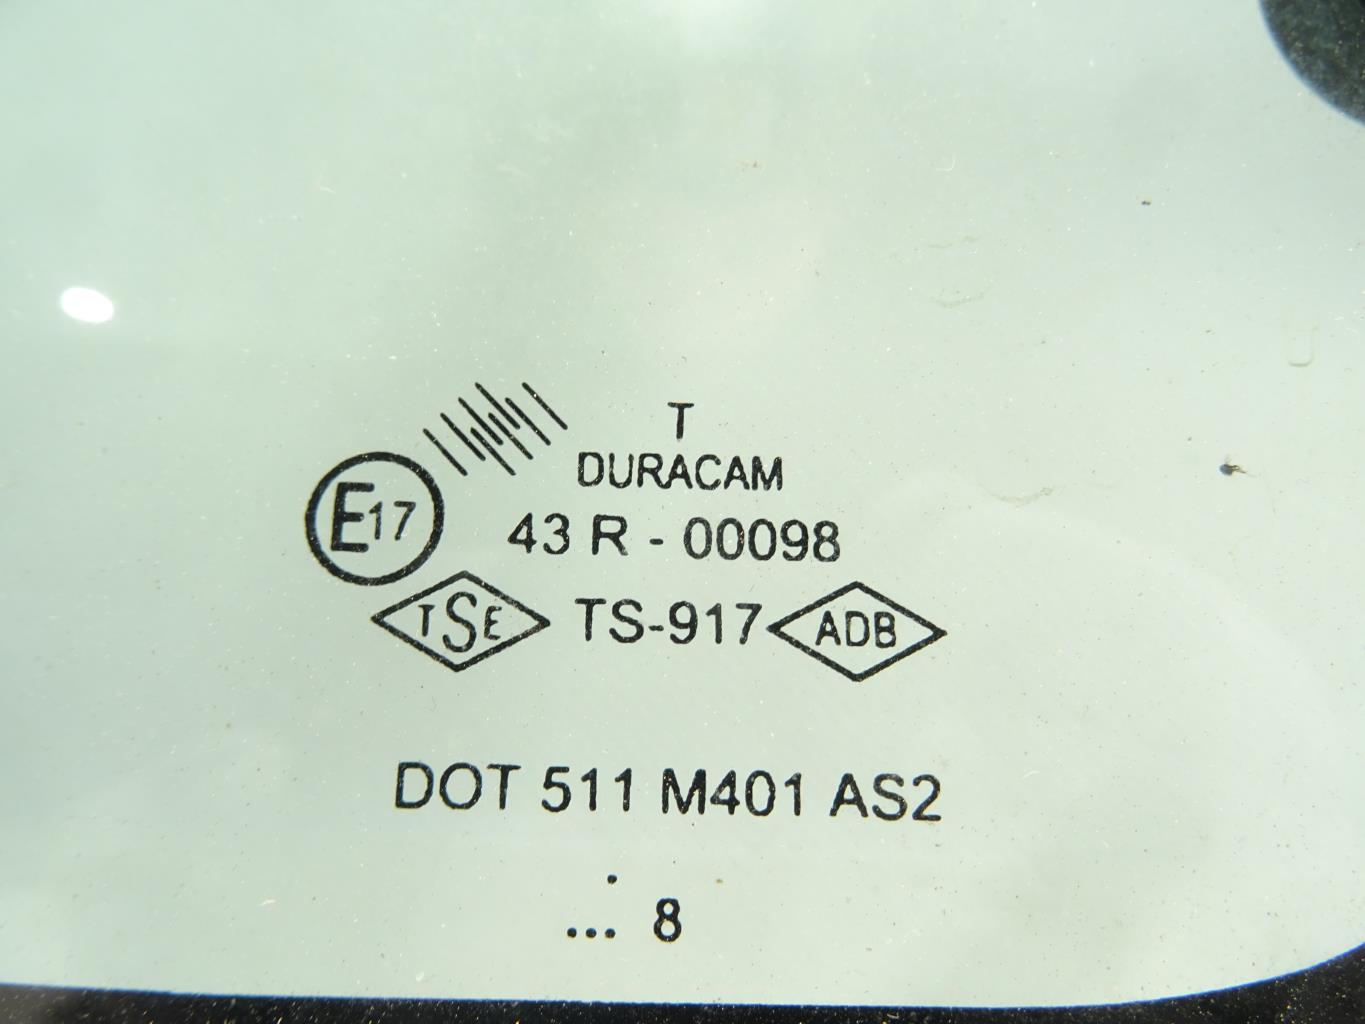 T
DURACAM
E17
43 R - 00098
TSE TS-917 ADB
DOT 511 M401 AS2
... 8